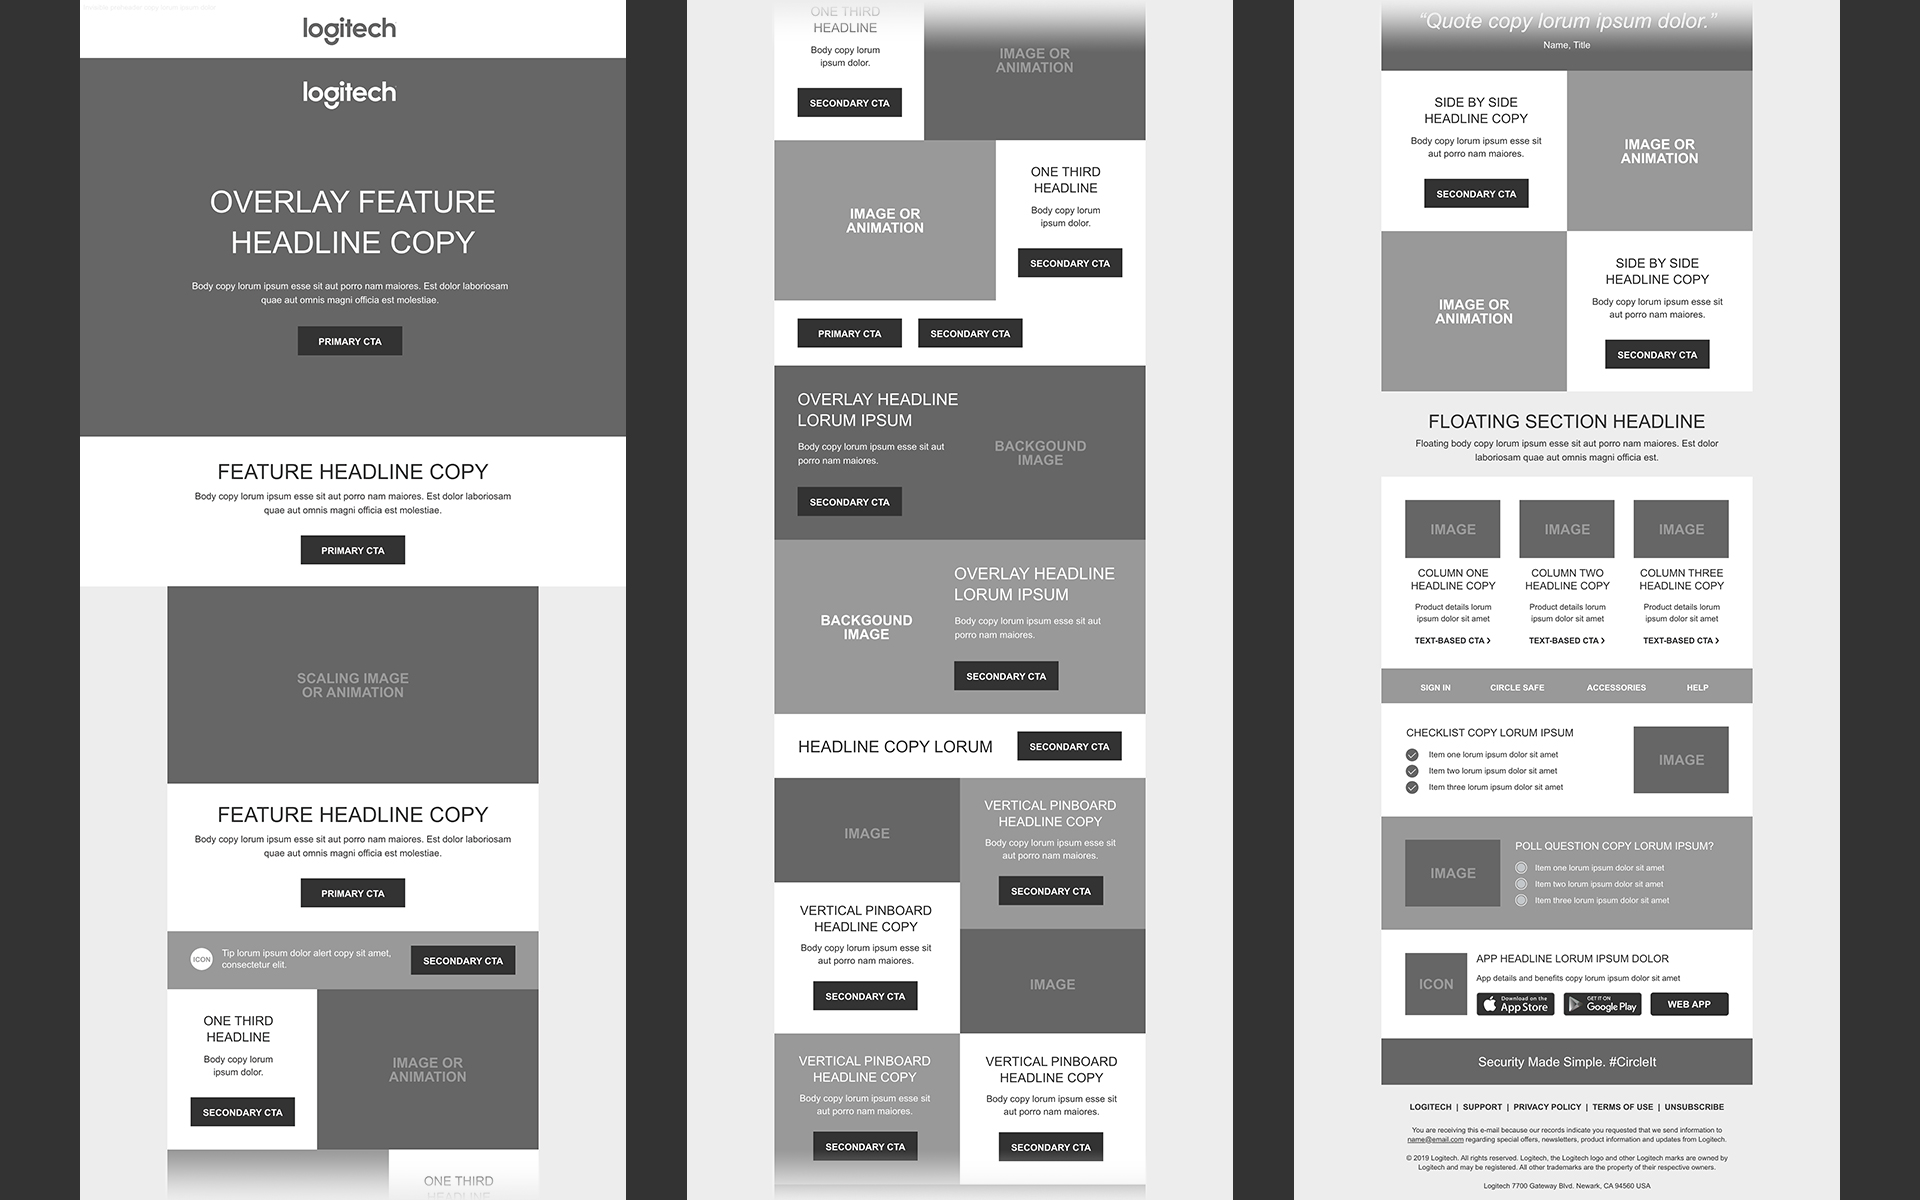 Invisible preheader copy lorum ipsum dolor
logitech
logitech
OVERLAY FEATURE
HEADLINE COPY
Body copy lorum ipsum esse sit aut porro nam maiores. Est dolor laboriosam
quae aut omnis magni officia est molestiae.
PRIMARY CTA
FEATURE HEADLINE COPY
Body copy lorum ipsum esse sit aut porro nam maiores. Est dolor laboriosam
quae aut omnis magni officia est molestiae.
PRIMARY CTA
SCALING IMAGE
OR ANIMATION
FEATURE HEADLINE COPY
Body copy lorum ipsum esse sit aut porro nam maiores. Est dolor laboriosam
quae aut omnis magni officia est molestiae.
PRIMARY CTA
ICON
Tip lorum ipsum dolor alert copy sit amet,
consectetur elit.
SECONDARY CTA
ONE THIRD
HEADLINE
Body copy lorum
ipsum dolor.
SECONDARY CTA
IMAGE OR
ANIMATION
ONE THIRD
HEADLINE
ONE THIRD
HEADLINE
Body copy lorum
ipsum dolor.
SECONDARY CTA
IMAGE OR
ANIMATION
IMAGE OR
ANIMATION
ONE THIRD
HEADLINE
Body copy lorum
ipsum dolor.
SECONDARY CTA
PRIMARY CTA
SECONDARY CTA
OVERLAY HEADLINE
LORUM IPSUM
Body copy lorum ipsum esse sit aut
porro nam maiores.
SECONDARY CTA
BACKGOUND
IMAGE
BACKGOUND
IMAGE
OVERLAY HEADLINE
LORUM IPSUM
Body copy lorum ipsum esse sit aut
porro nam maiores.
SECONDARY CTA
HEADLINE COPY LORUM
SECONDARY CTA
IMAGE
VERTICAL PINBOARD
HEADLINE COPY
Body copy lorum ipsum esse sit
aut porro nam maiores.
SECONDARY CTA
VERTICAL PINBOARD
HEADLINE COPY
Body copy lorum ipsum esse sit
aut porro nam maiores.
SECONDARY CTA
IMAGE
VERTICAL PINBOARD
HEADLINE COPY
Body copy lorum ipsum esse sit
aut porro nam maiores.
SECONDARY CTA
VERTICAL PINBOARD
HEADLINE COPY
Body copy lorum ipsum esse sit
aut porro nam maiores.
SECONDARY CTA
“Quote copy lorum ipsum dolor.”
Name, Title
SIDE BY SIDE
HEADLINE COPY
Body copy lorum ipsum esse sit
aut porro nam maiores.
SECONDARY CTA
IMAGE OR
ANIMATION
IMAGE OR
ANIMATION
SIDE BY SIDE
HEADLINE COPY
Body copy lorum ipsum esse sit
aut porro nam maiores.
SECONDARY CTA
FLOATING SECTION HEADLINE
Floating body copy lorum ipsum esse sit aut porro nam maiores. Est dolor
laboriosam quae aut omnis magni officia est.
IMAGE
COLUMN ONE
HEADLINE COPY
Product details lorum
ipsum dolor sit amet
TEXT-BASED CTA ›
IMAGE
COLUMN TWO
HEADLINE COPY
Product details lorum
ipsum dolor sit amet
TEXT-BASED CTA ›
IMAGE
COLUMN THREE
HEADLINE COPY
Product details lorum
ipsum dolor sit amet
TEXT-BASED CTA ›
SIGN IN CIRCLE SAFE ACCESSORIES HELP
CHECKLIST COPY LORUM IPSUM
Item one lorum ipsum dolor sit amet
Item two lorum ipsum dolor sit amet
Item three lorum ipsum dolor sit amet
IMAGE
IMAGE
POLL QUESTION COPY LORUM IPSUM?
Item one lorum ipsum dolor sit amet
Item two lorum ipsum dolor sit amet
Item three lorum ipsum dolor sit amet
ICON
APP HEADLINE LORUM IPSUM DOLOR
App details and benefits copy lorum ipsum dolor sit amet
Download on the
App Store
GET IT ON
Google Play
WEB APP
Security Made Simple. #CircleIt
LOGITECH | SUPPORT | PRIVACY POLICY | TERMS OF USE | UNSUBSCRIBE
You are receiving this e-mail because our records indicate you requested that we send information to
name@email.com regarding special offers, newsletters, product information and updates from Logitech.
© 2019 Logitech. All rights reserved. Logitech, the Logitech logo and other Logitech marks are owned by
Logitech and may be registered. All other trademarks are the property of their respective owners.
Logitech 7700 Gateway Blvd. Newark, CA 94560 USA